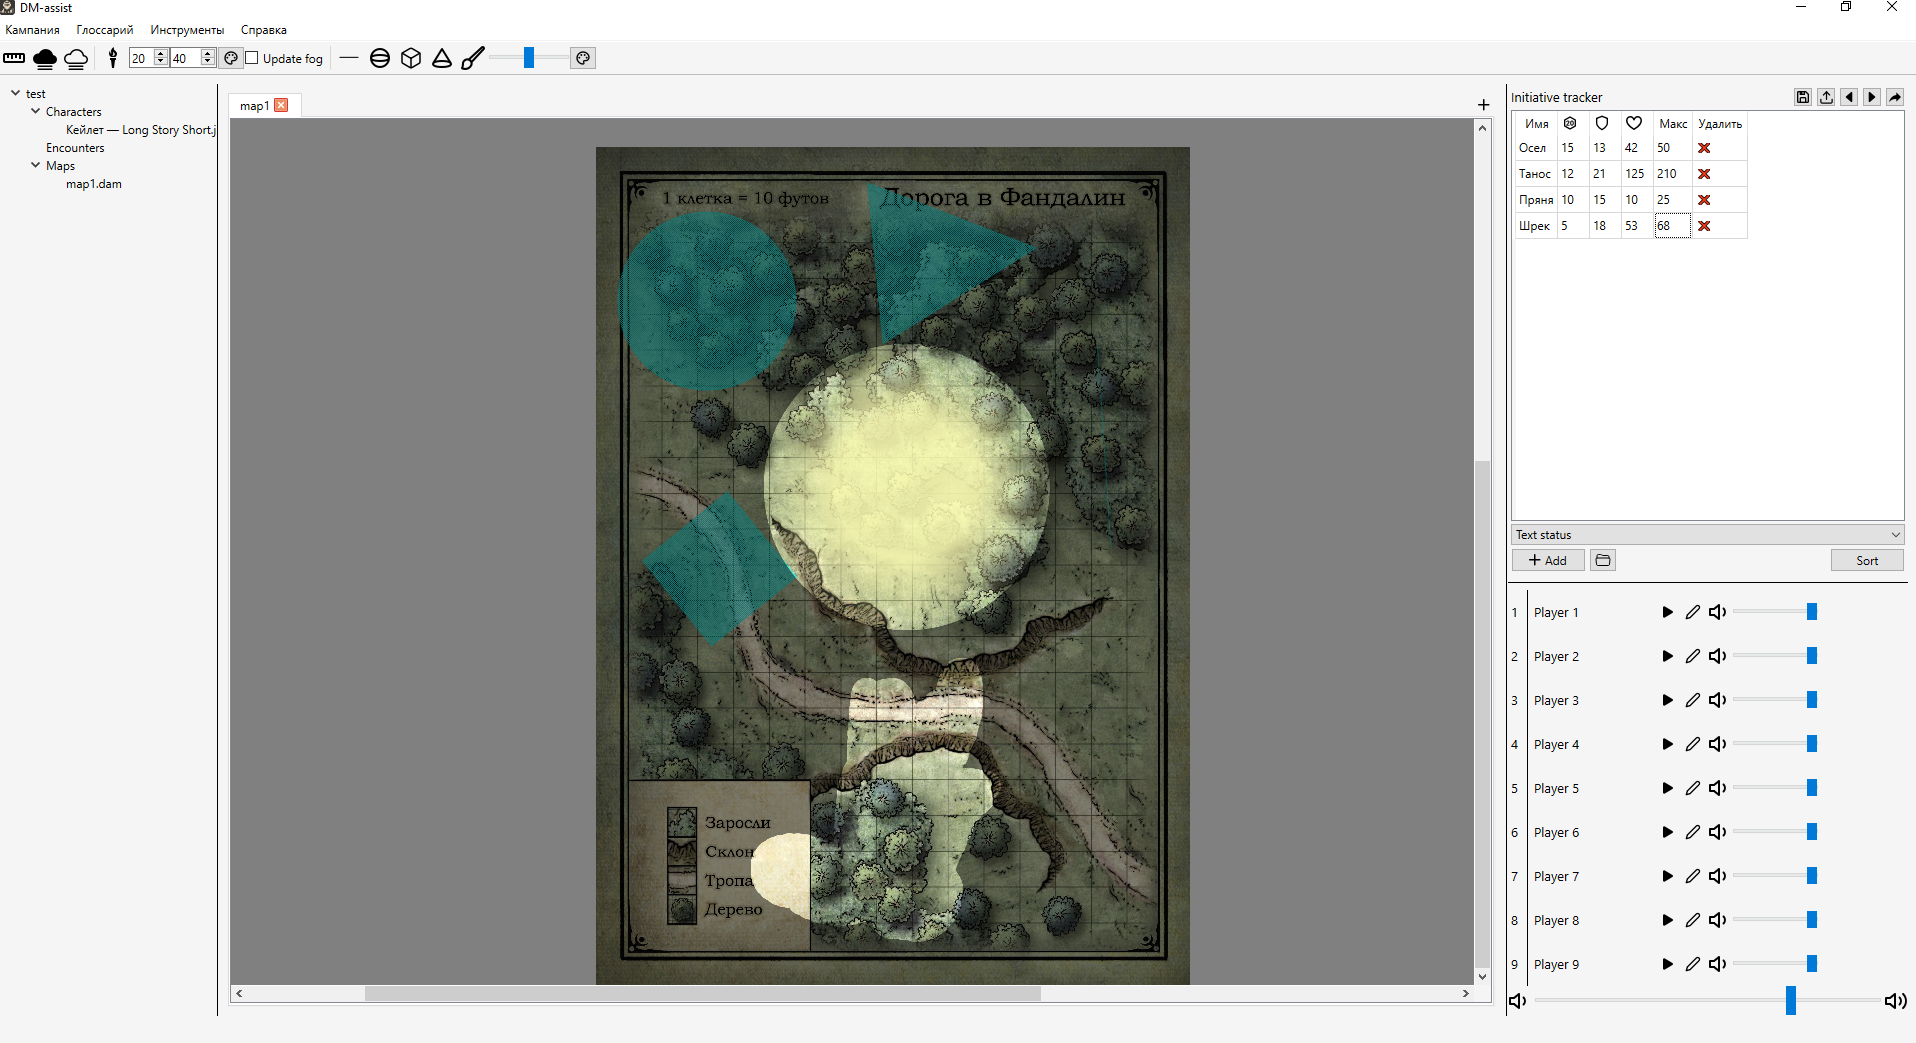 DM-assist
Кампания Глоссарий Инструменты Справка
20 40 Update fog
test
Characters
Кейлет — Long Story Short.j
Encounters
Maps
map1.dam
map1
1 клетка = 10 футов
Дорога в Фандалин
Заросли
Склон
Тропа
Дерево
Initiative tracker
Имя 20 Макс Удалить
Осел 15 13 42 50
Танос 12 21 125 210
Пряня 10 15 10 25
Шрек 5 18 53 68
Text status
Add Sort
1 Player 1
2 Player 2
3 Player 3
4 Player 4
5 Player 5
6 Player 6
7 Player 7
8 Player 8
9 Player 9